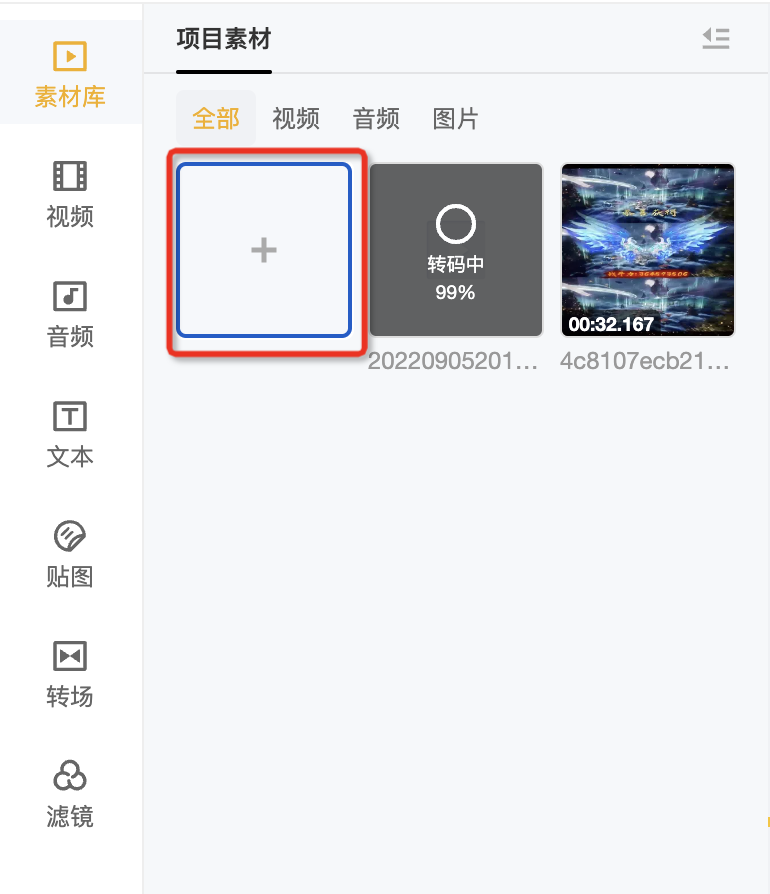 项目素材
素材库
视频
音频
文本
贴图
转场
滤镜
全部 视频 音频 图片
转码中
99%
00:32.167
20220905201...
4c8107ecb21...